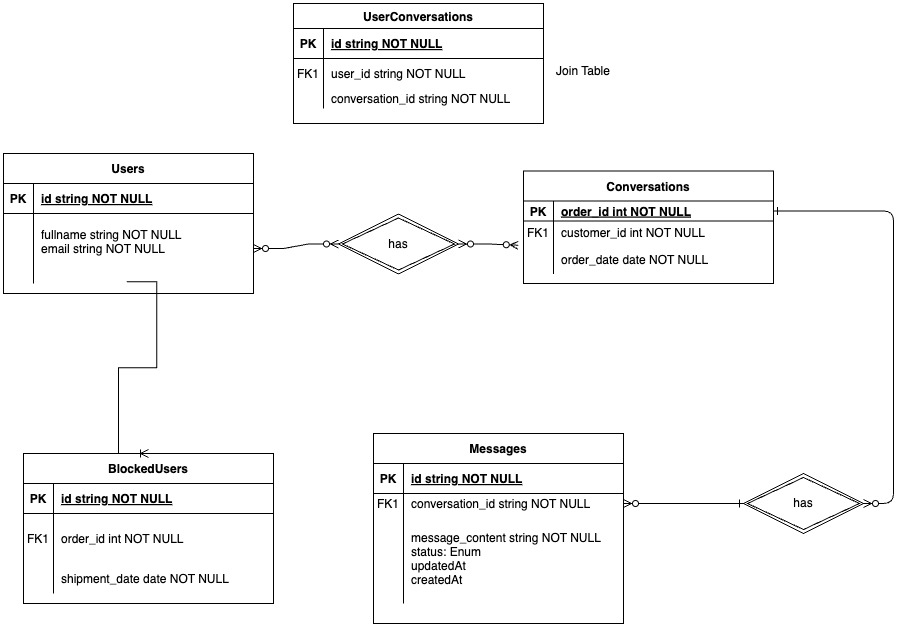 UserConversations
PK id string NOT NULL
FK1 user_id string NOT NULL
conversation_id string NOT NULL
Join Table
Users
PK id string NOT NULL
fullname string NOT NULL
email string NOT NULL
has
Conversations
PK order_id int NOT NULL
FK1 customer_id int NOT NULL
order_date date NOT NULL
BlockedUsers
PK id string NOT NULL
FK1 order_id int NOT NULL
shipment_date date NOT NULL
Messages
PK id string NOT NULL
FK1 conversation_id string NOT NULL
message_content string NOT NULL
status: Enum
updatedAt
createdAt
has